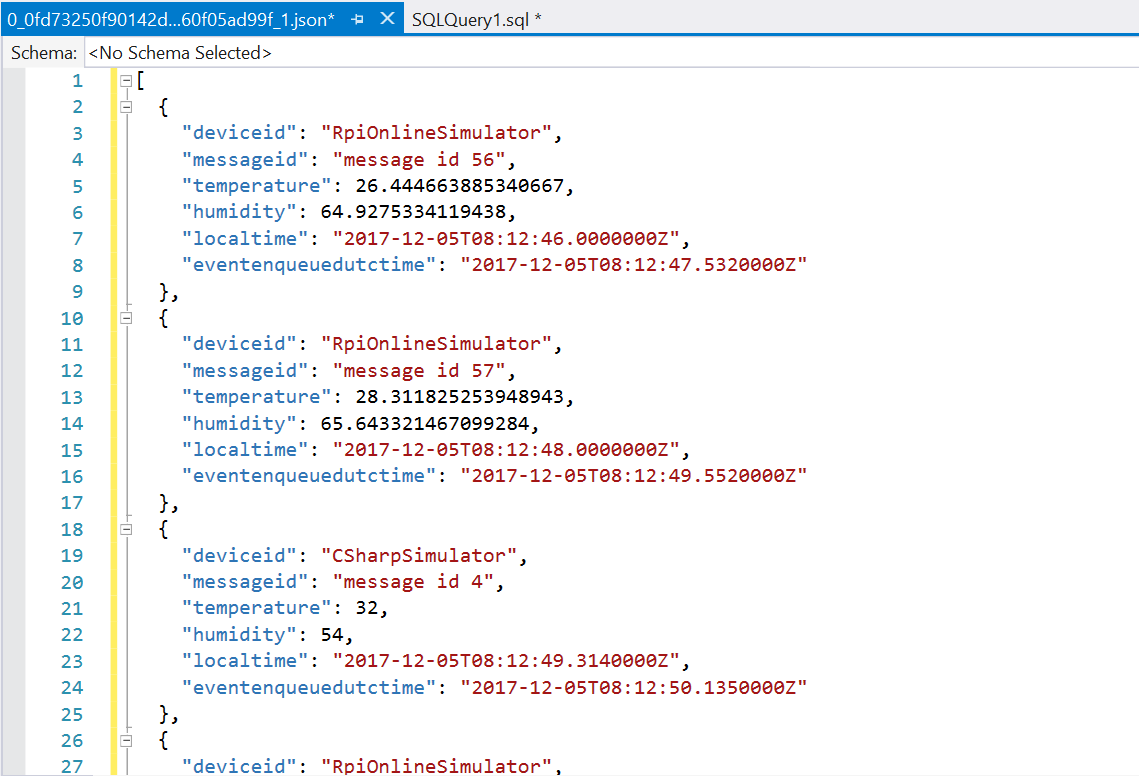 0_0fd73250f90142d...60f05ad99f_1.json* SQLQuery1.sql *
Schema: <No Schema Selected>
1 [
2 {
3 "deviceid": "RpiOnlineSimulator",
4 "messageid": "message id 56",
5 "temperature": 26.444663885340667,
6 "humidity": 64.9275334119438,
7 "localtime": "2017-12-05T08:12:46.0000000Z",
8 "eventenqueuedutctime": "2017-12-05T08:12:47.5320000Z"
9 },
10 {
11 "deviceid": "RpiOnlineSimulator",
12 "messageid": "message id 57",
13 "temperature": 28.311825253948943,
14 "humidity": 65.643321467099284,
15 "localtime": "2017-12-05T08:12:48.0000000Z",
16 "eventenqueuedutctime": "2017-12-05T08:12:49.5520000Z"
17 },
18 {
19 "deviceid": "CSharpSimulator",
20 "messageid": "message id 4",
21 "temperature": 32,
22 "humidity": 54,
23 "localtime": "2017-12-05T08:12:49.3140000Z",
24 "eventenqueuedutctime": "2017-12-05T08:12:50.1350000Z"
25 },
26 {
27 "deviceid": "RpiOnlineSimulator",